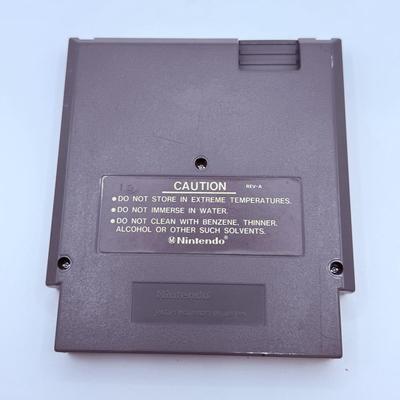 CAUTION REV-A
●DO NOT STORE IN EXTREME TEMPERATURES.
●DO NOT IMMERSE IN WATER.
●DO NOT CLEAN WITH BENZENE, THINNER,
ALCOHOL OR OTHER SUCH SOLVENTS.
Nintendo
Nintendo